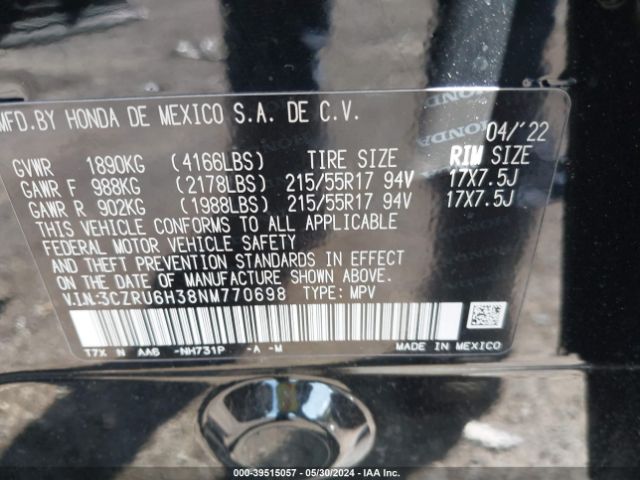 MFD.BY HONDA DE MEXICO S.A. DE C.V.
04/'22
GVWR 1890KG (4166LBS) TIRE SIZE RIM SIZE
GAWR F 988KG (2178LBS) 215/55R17 94V 17X7.5J
GAWR R 902KG (1988LBS) 215/55R17 94V 17X7.5J
THIS VEHICLE CONFORMS TO ALL APPLICABLE
FEDERAL MOTOR VEHICLE SAFETY
AND THEFT PREVENTION STANDARDS IN EFFECT
ON THE DATE OF MANUFACTURE SHOWN ABOVE.
V.I.N:3CZRU6H38NM770698 TYPE: MPV
T7X N AA6 -NH731P -A -M MADE IN MEXICO
000-39515057 - 05/30/2024 - IAA Inc.